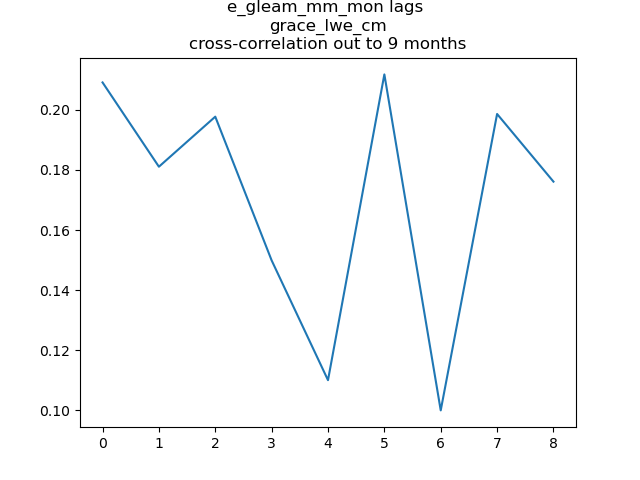 e_gleam_mm_mon lags
grace_lwe_cm
cross-correlation out to 9 months
0.20
0.18
0.16
0.14
0.12
0.10
0 1 2 3 4 5 6 7 8